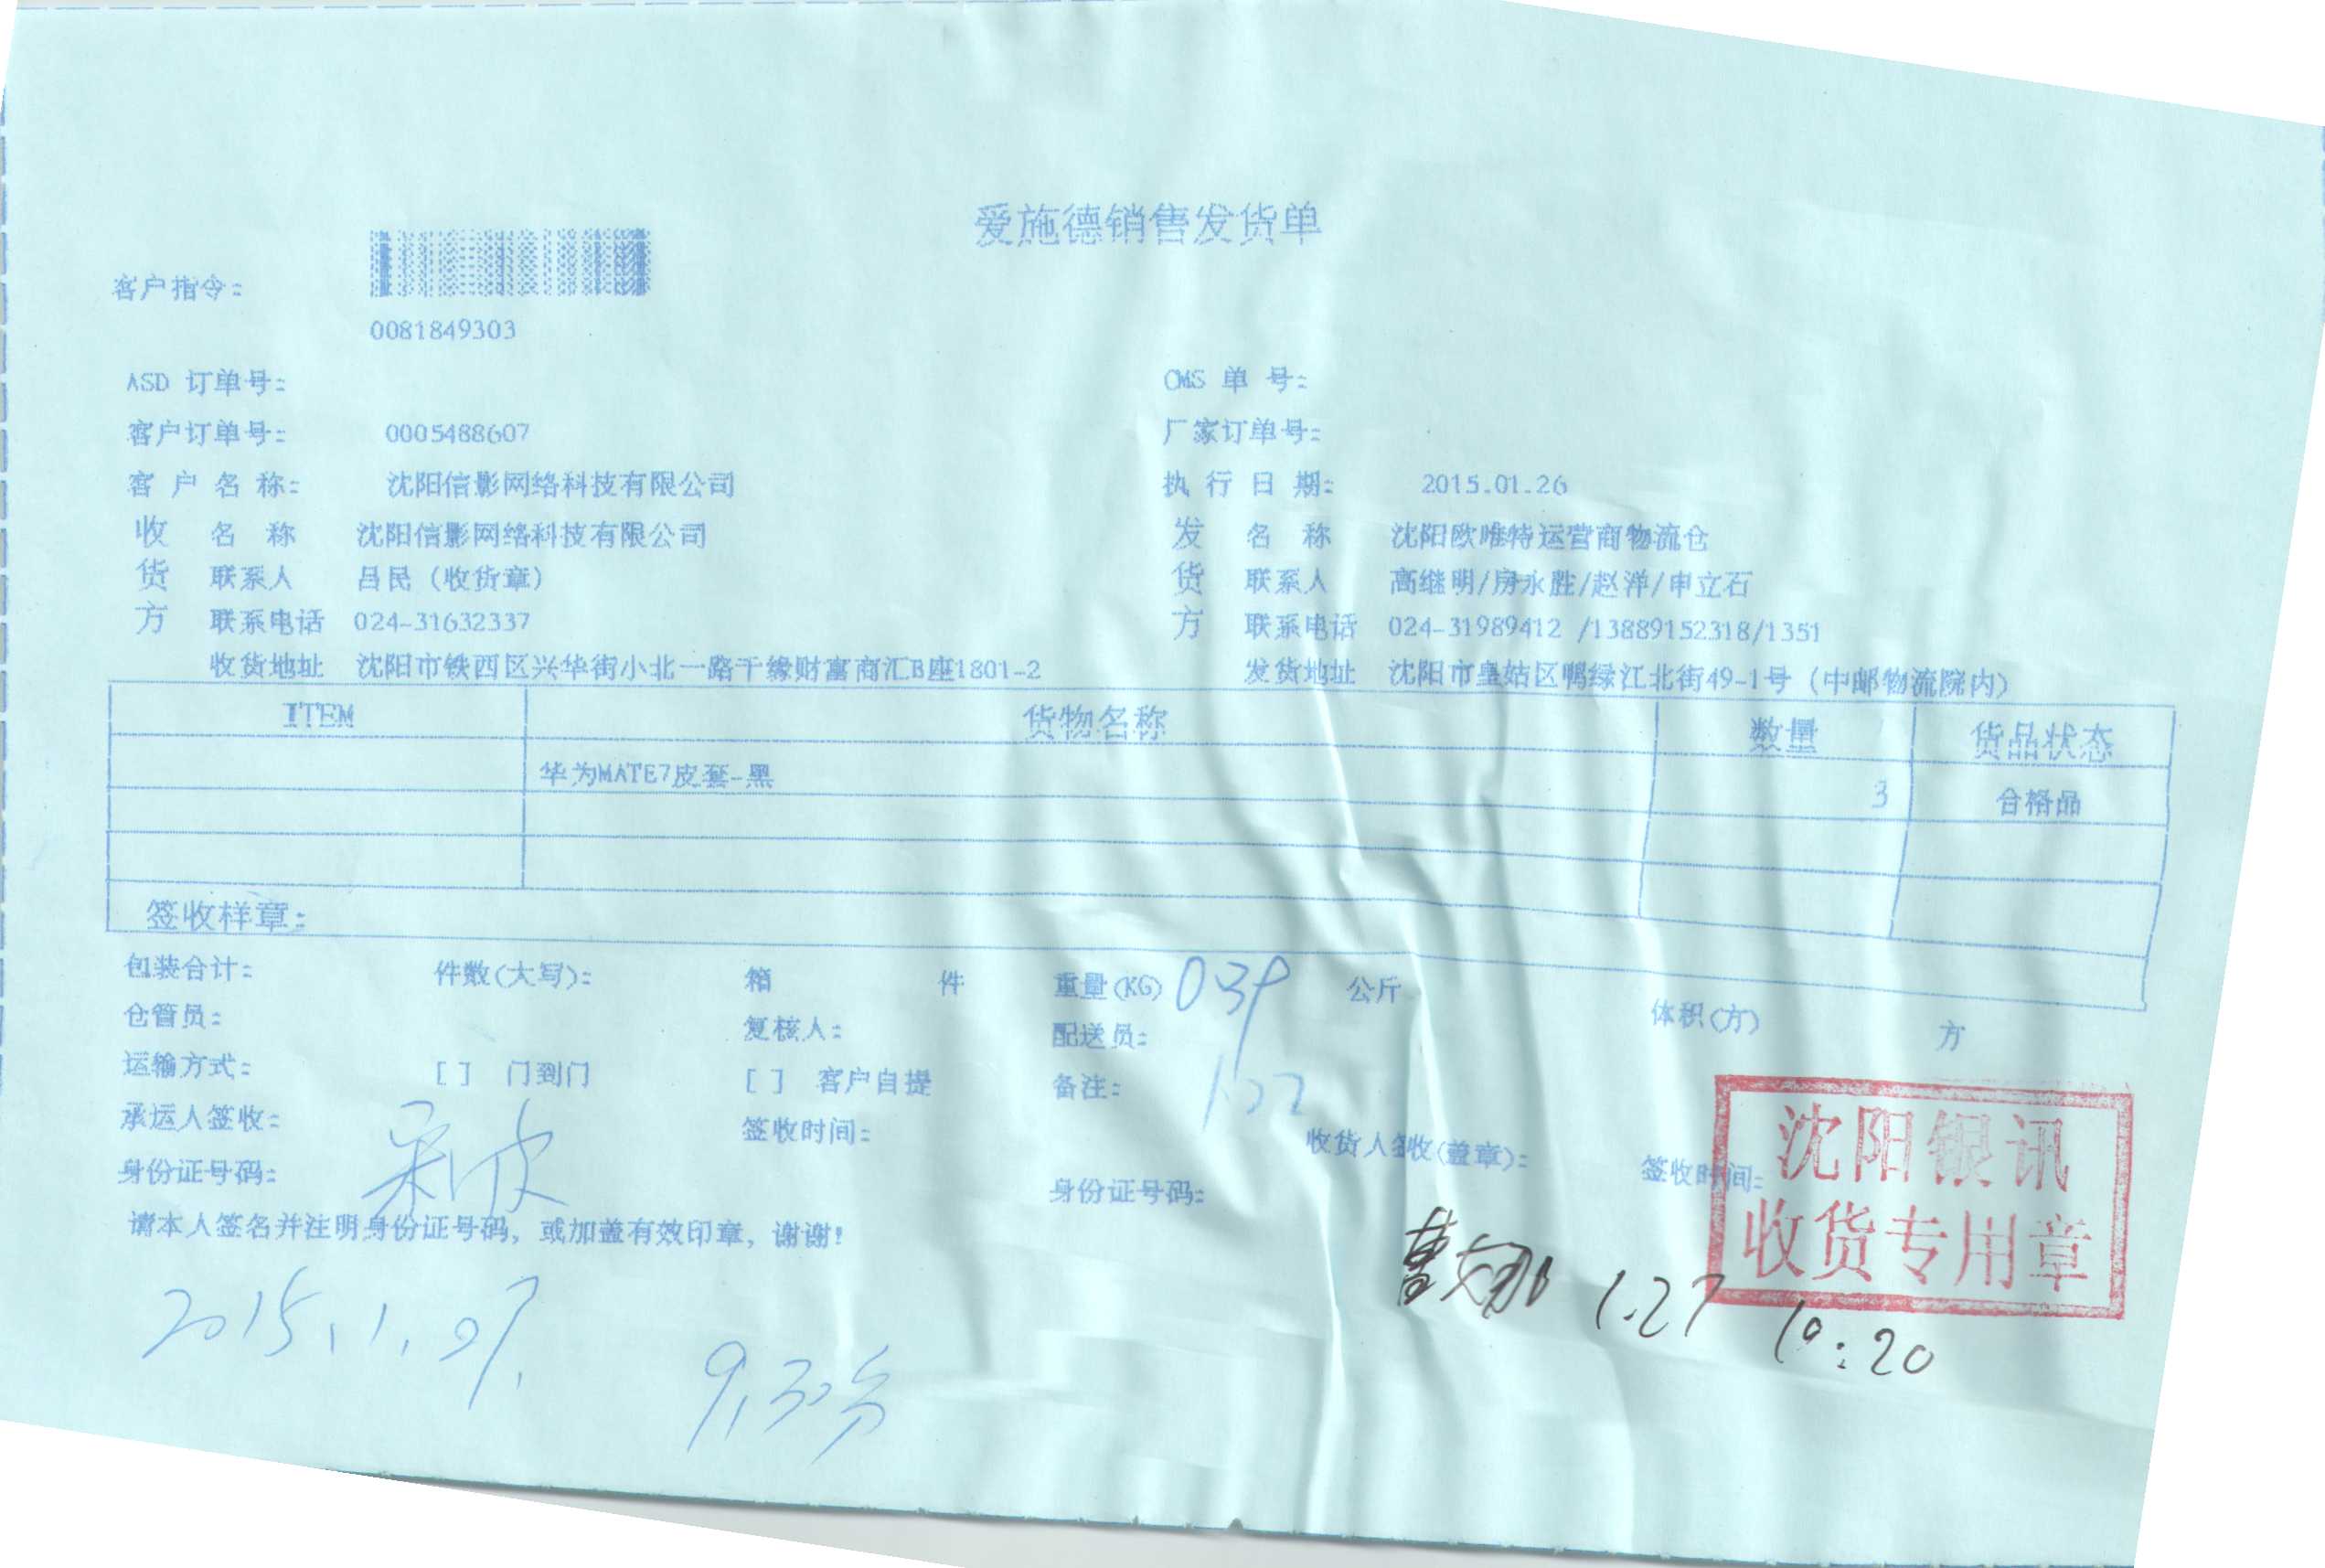 爱施德销售发货单
客户指令:
0081849303
ASD 订单号:
CMS 单 号:
客户订单号: 0005488607
厂家订单号:
客 户 名 称: 沈阳信影网络科技有限公司
执 行 日 期: 2015.01.26
收货方
名 称 沈阳信影网络科技有限公司
联系人 吕民(收货章)
联系电话 024-31632337
收货地址 沈阳市铁西区兴华街小北一路千缘财富商汇B座1801-2
发货方
名 称 沈阳欧唯特运营商物流仓
联系人 高继明/房永胜/赵洋/申立石
联系电话 024-31989412 /13889152318/1351
发货地址 沈阳市皇姑区鸭绿江北街49-1号(中邮物流院内)
ITEM 货物名称 数量 货品状态
华为MATE7皮套-黑 3 合格品
签收样章:
包装合计: 件数(大写): 箱 件 重量(KG) 公斤 体积(方) 方
仓管员: 复核人: 配送员:
运输方式: [ ] 门到门 [ ] 客户自提 备注: 1.27
承运人签收: 签收时间: 收货人签收(盖章): 签收时间:
身份证号码: 身份证号码:
请本人签名并注明身份证号码, 或加盖有效印章, 谢谢!
沈阳银讯
收货专用章
1.27 10:20
2015.1.27.
9.30分